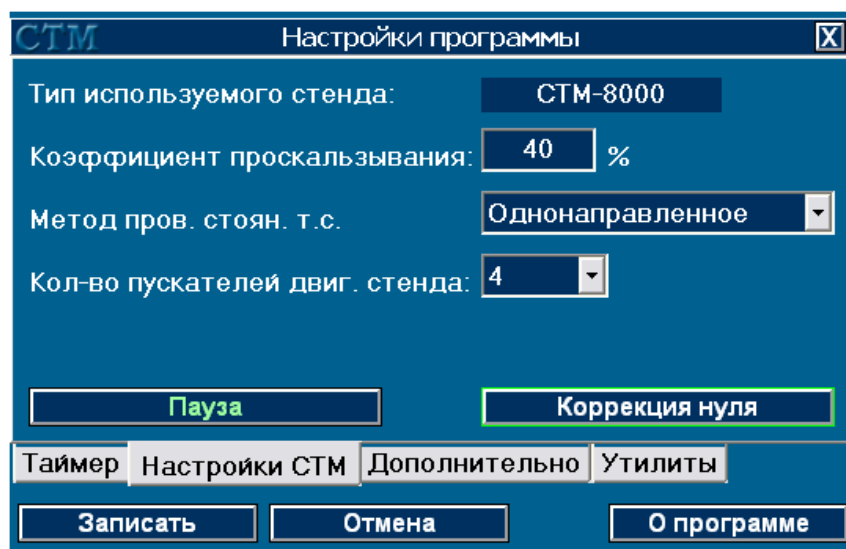 СТМ Настройки программы X
Тип используемого стенда: СТМ-8000
Коэффициент проскальзывания: 40 %
Метод пров. стоян. т.с. Однонаправленное
Кол-во пускателей двиг. стенда: 4
Пауза Коррекция нуля
Таймер Настройки СТМ Дополнительно Утилиты
Записать Отмена О программе